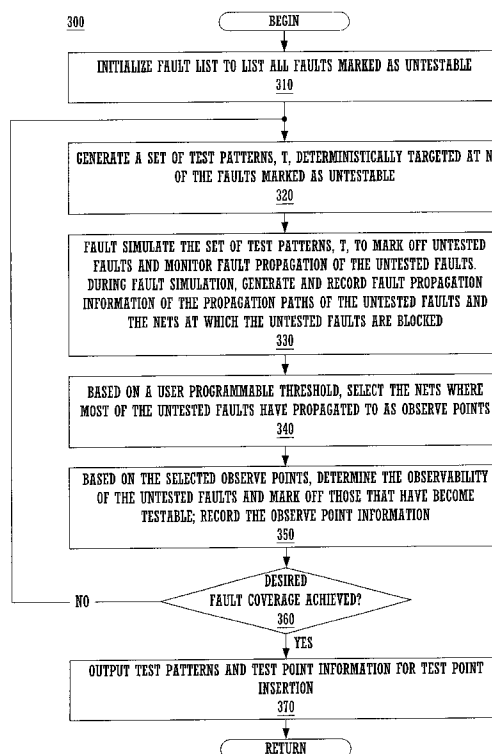 300
BEGIN
INITIALIZE FAULT LIST TO LIST ALL FAULTS MARKED AS UNTESTABLE
310
GENERATE A SET OF TEST PATTERNS, T, DETERMINISTICALLY TARGETED AT N
OF THE FAULTS MARKED AS UNTESTABLE
320
FAULT SIMULATE THE SET OF TEST PATTERNS, T, TO MARK OFF UNTESTED
FAULTS AND MONITOR FAULT PROPAGATION OF THE UNTESTED FAULTS.
DURING FAULT SIMULATION, GENERATE AND RECORD FAULT PROPAGATION
INFORMATION OF THE PROPAGATION PATHS OF THE UNTESTED FAULTS AND
THE NETS AT WHICH THE UNTESTED FAULTS ARE BLOCKED
330
BASED ON A USER PROGRAMMABLE THRESHOLD, SELECT THE NETS WHERE
MOST OF THE UNTESTED FAULTS HAVE PROPAGATED TO AS OBSERVE POINTS
340
BASED ON THE SELECTED OBSERVE POINTS, DETERMINE THE OBSERVABILITY
OF THE UNTESTED FAULTS AND MARK OFF THOSE THAT HAVE BECOME
TESTABLE; RECORD THE OBSERVE POINT INFORMATION
350
DESIRED
FAULT COVERAGE ACHIEVED?
360
NO
YES
OUTPUT TEST PATTERNS AND TEST POINT INFORMATION FOR TEST POINT
INSERTION
370
RETURN